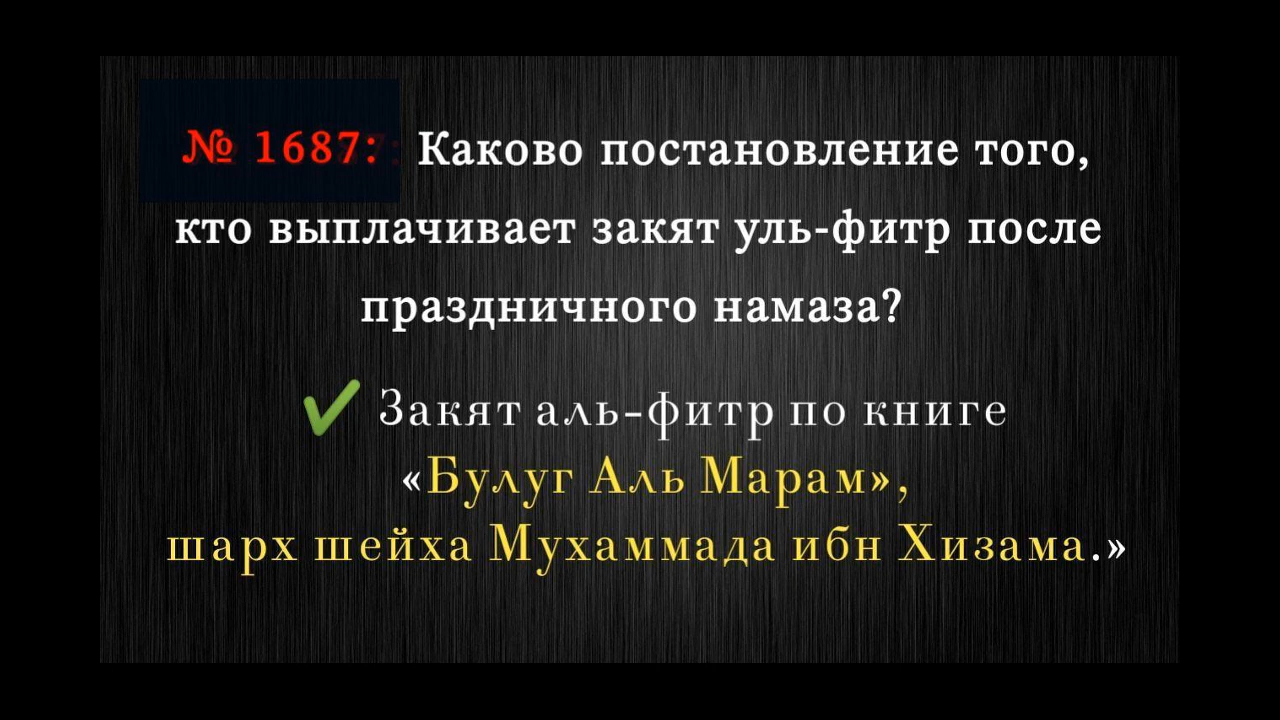 № 1687: Каково постановление того,
кто выплачивает закят уль-фитр после
праздничного намаза?
✔ Закят аль-фитр по книге
«Булуг Аль Марам»,
шарх шейха Мухаммада ибн Хизама.»